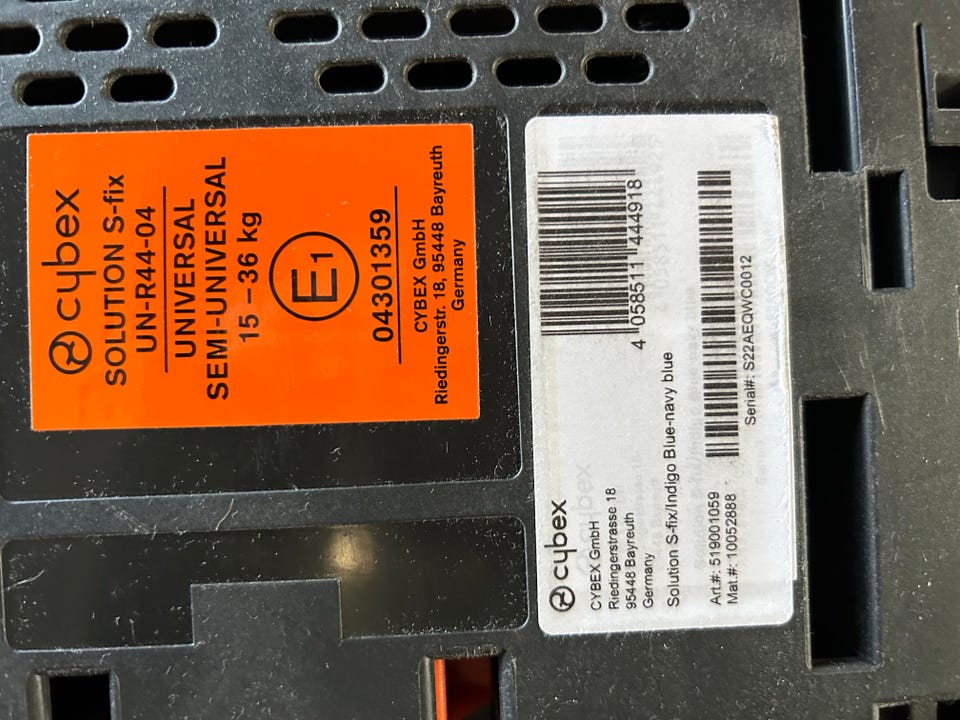 cybex
SOLUTION S-fix
UN-R44-04
UNIVERSAL
SEMI-UNIVERSAL
15 – 36 kg
E1
04301359
CYBEX GmbH
Riedingerstr. 18, 95448 Bayreuth
Germany
cybex
CYBEX GmbH
Riedingerstrasse 18
95448 Bayreuth
Germany
4 058511 444918
Solution S-fix/Indigo Blue-navy blue
Art.#: 519001059
Mat.#: 10052888
Serial#: S22AEQWC0012